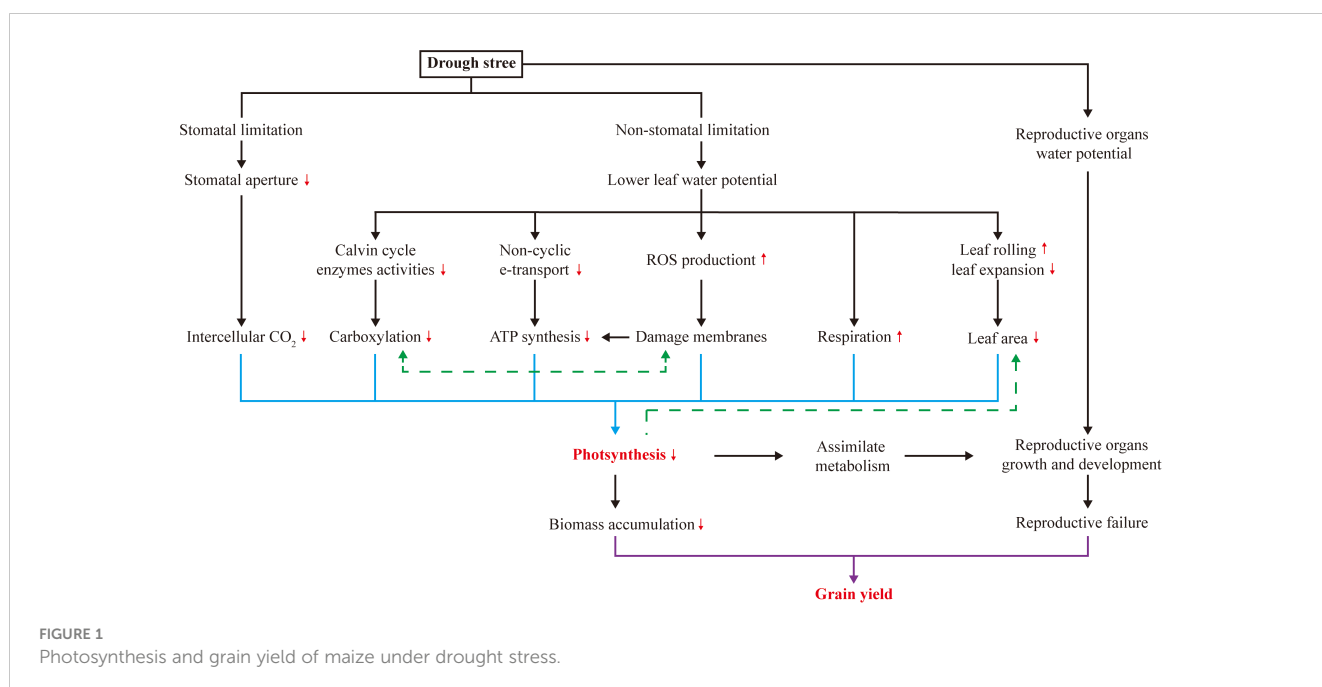 Drough stree
Stomatal limitation
Non-stomatal limitation
Reproductive organs
water potential
Stomatal aperture ↓
Lower leaf water potential
Calvin cycle
enzymes activities ↓
Non-cyclic
e-transport ↓
ROS productiont ↑
Leaf rolling ↑
leaf expansion ↓
Intercellular CO₂ ↓
Carboxylation ↓
ATP synthesis ↓
Damage membranes
Respiration ↑
Leaf area ↓
Photsynthesis ↓
Assimilate
metabolism
Reproductive organs
growth and development
Biomass accumulation ↓
Reproductive failure
Grain yield
FIGURE 1
Photosynthesis and grain yield of maize under drought stress.